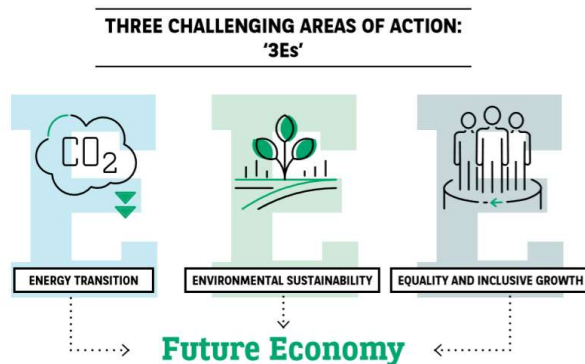 THREE CHALLENGING AREAS OF ACTION:
'3Es'
E E E
CO2
ENERGY TRANSITION
ENVIRONMENTAL SUSTAINABILITY
EQUALITY AND INCLUSIVE GROWTH
Future Economy